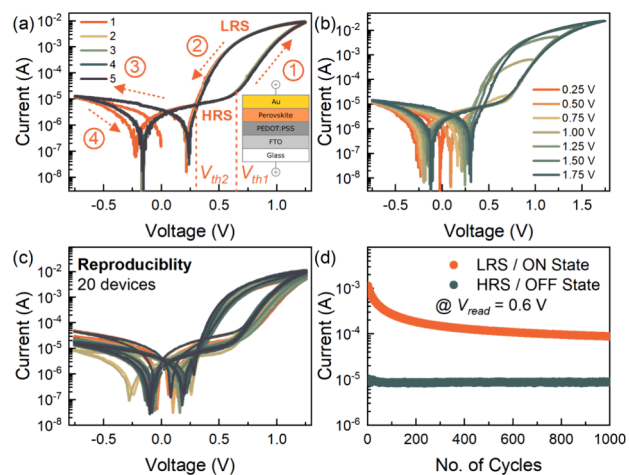 (a)
10⁻² 10⁻³ 10⁻⁴ 10⁻⁵ 10⁻⁶ 10⁻⁷ 10⁻⁸
Current (A)
1
2
3
4
5
LRS
②
①
③
④
HRS
Au
Perovskite
PEDOT:PSS
FTO
Glass
V_th2 V_th1
-0.5 0.0 0.5 1.0
Voltage (V)
(b)
10⁻² 10⁻³ 10⁻⁴ 10⁻⁵ 10⁻⁶ 10⁻⁷ 10⁻⁸
Current (A)
0.25 V
0.50 V
0.75 V
1.00 V
1.25 V
1.50 V
1.75 V
-0.5 0.0 0.5 1.0 1.5
Voltage (V)
(c)
10⁻¹ 10⁻² 10⁻³ 10⁻⁴ 10⁻⁵ 10⁻⁶ 10⁻⁷ 10⁻⁸
Current (A)
Reproduciblity
20 devices
-0.5 0.0 0.5 1.0
Voltage (V)
(d)
10⁻² 10⁻³ 10⁻⁴ 10⁻⁵ 10⁻⁶
Current (A)
LRS / ON State
HRS / OFF State
@ V_read = 0.6 V
0 200 400 600 800 1000
No. of Cycles